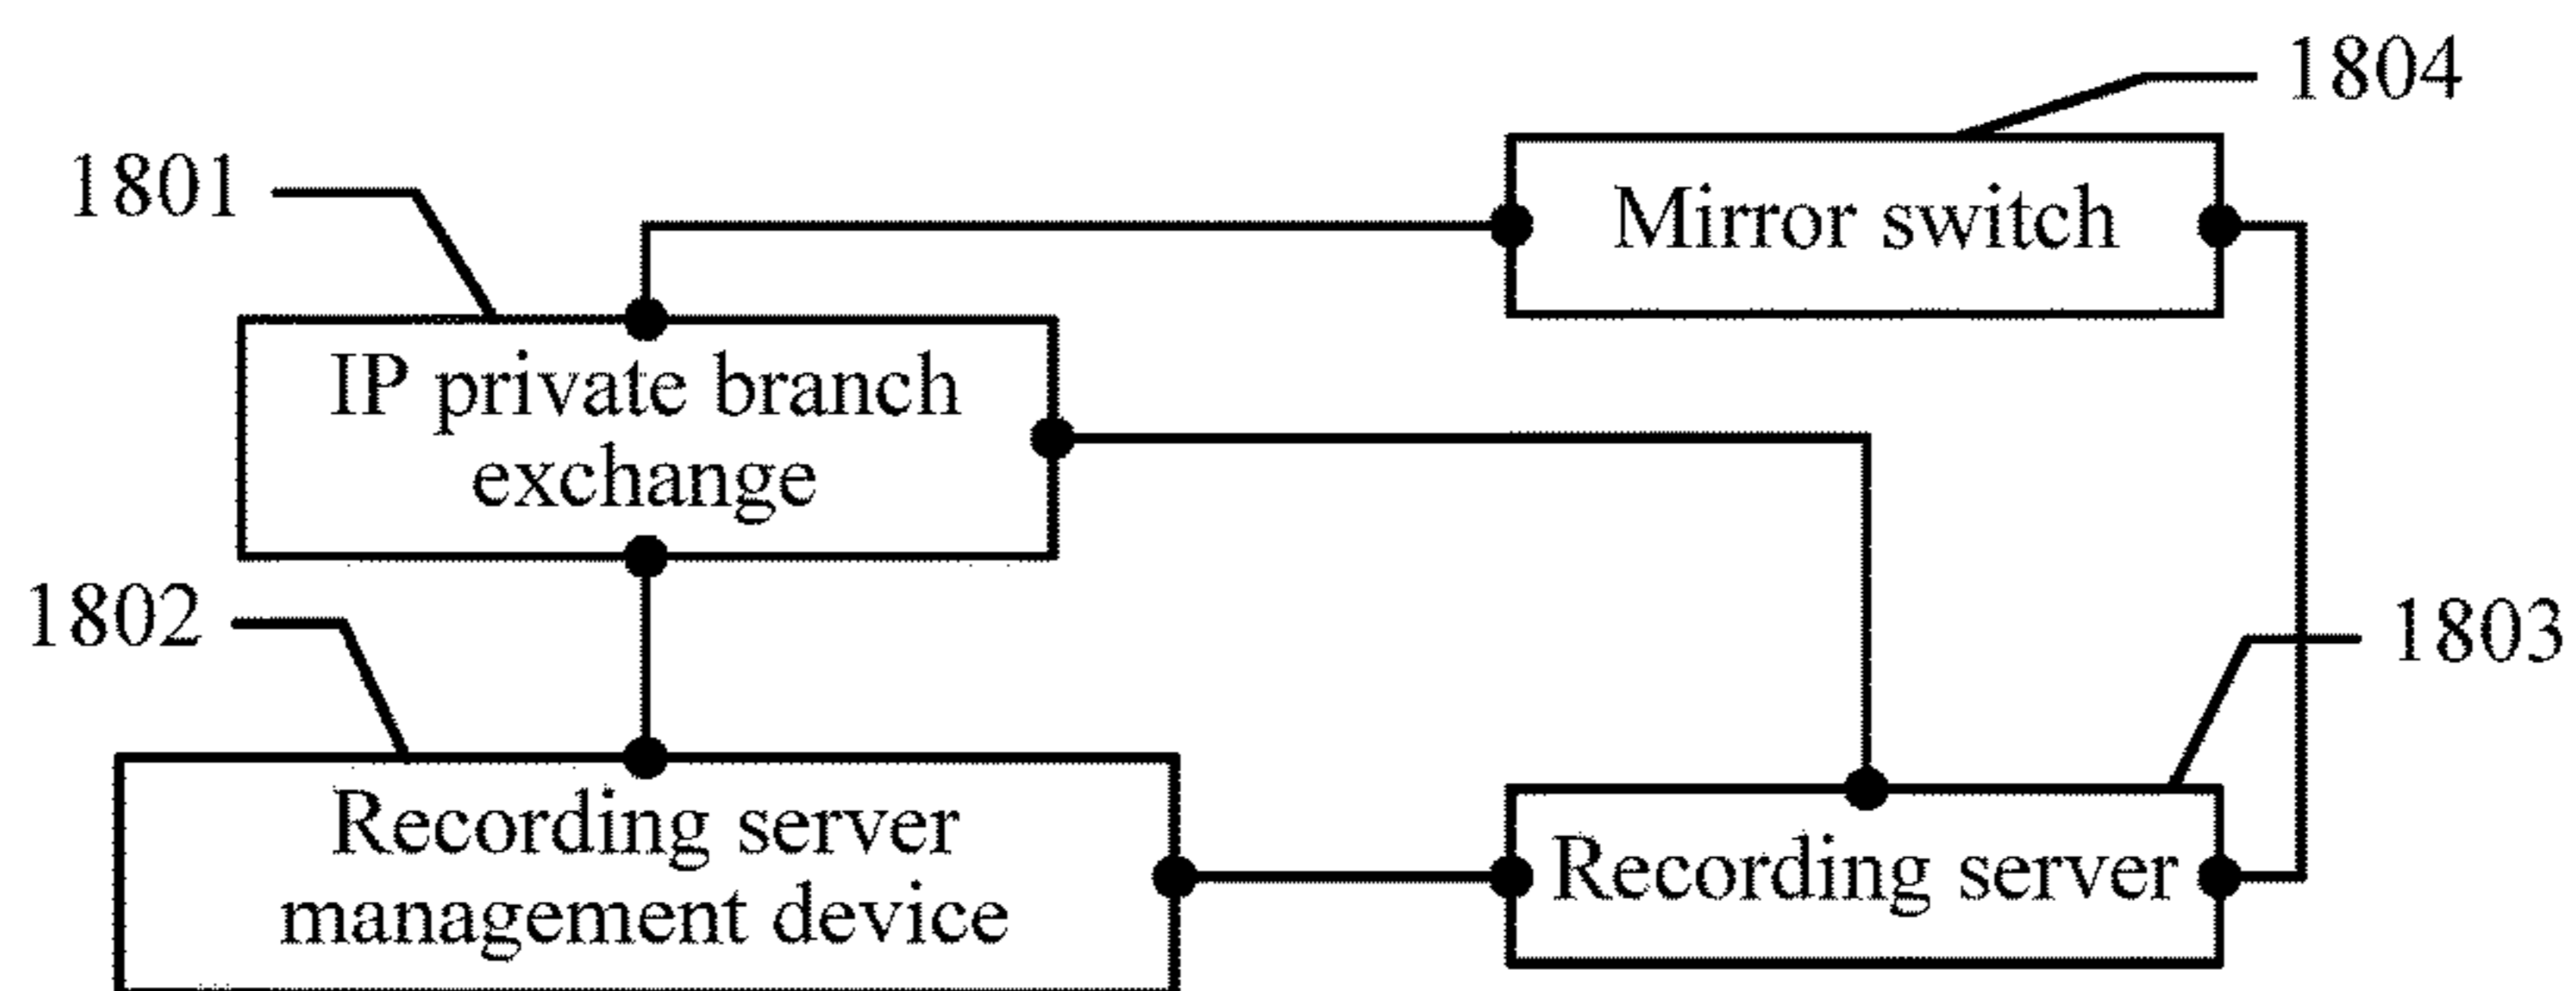 1804
Mirror switch
1801
IP private branch
exchange
1802
1803
Recording server
management device
Recording server